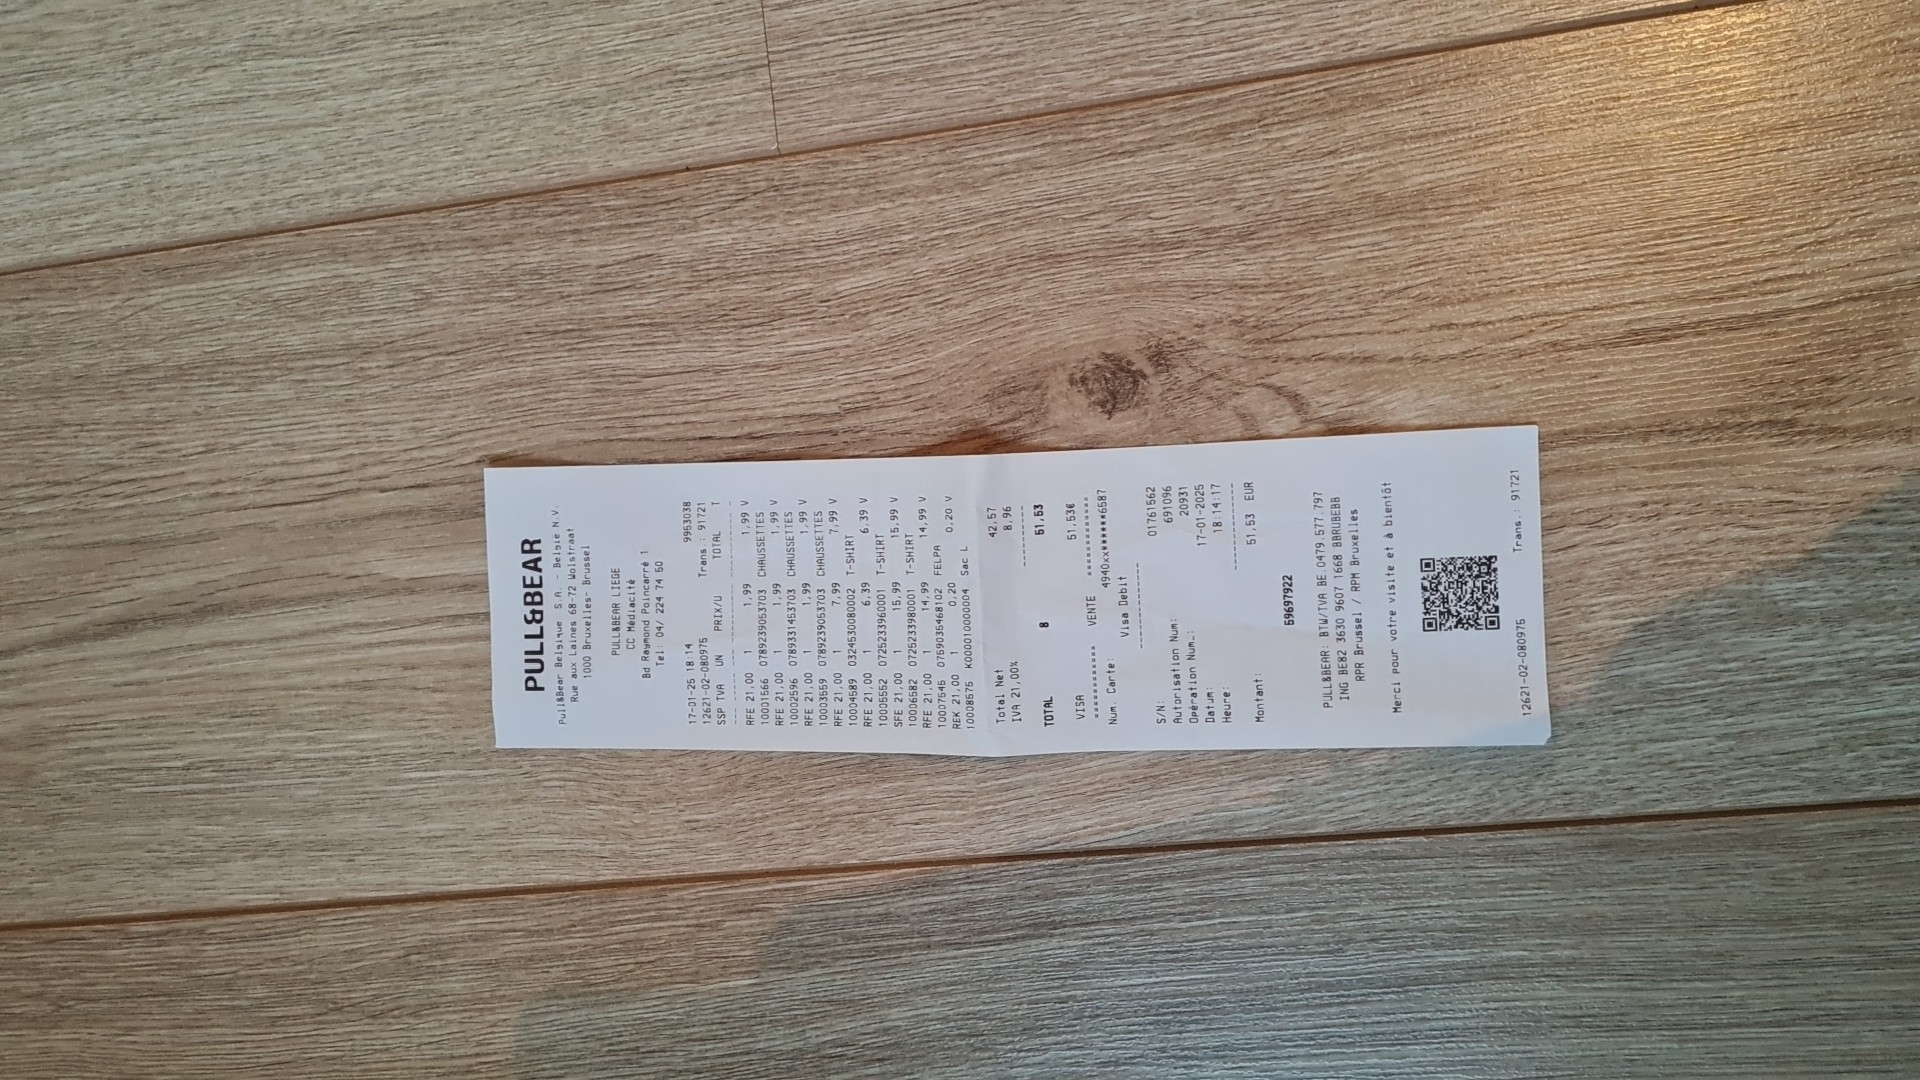 PULL&BEAR
Pull&Bear Belgique S.A. - Belgie N.V.
Rue aux Laines 68-72 Wolstraat
1000 Bruxelles- Brussel
PULL&BEAR LIEGE
CC Médiacité
Bd Raymond Poincarré 1
Tel: 04/ 224 74 50
17-01-25 18:14 9953038
12621-02-080975 Trans.: 91721
SSP TVA UN PRIX/U TOTAL T
RFE 21,00 1 1,99 1,99 V
10001566 0789239053703 CHAUSSETTES
RFE 21,00 1 1,99 1,99 V
10002596 0789331453703 CHAUSSETTES
RFE 21,00 1 1,99 1,99 V
10003559 0789239053703 CHAUSSETTES
RFE 21,00 1 7,99 7,99 V
10004589 03245300800002 T-SHIRT
RFE 21,00 1 6,39 6,39 V
10005552 07252339600001 T-SHIRT
SFE 21,00 1 15,99 15,99 V
10006582 07252339800001 T-SHIRT
RFE 21,00 1 14,99 14,99 V
10007545 0759035468102 FELPA
REK 21,00 1 0,20 0,20 V
10008575 K0000100000004 Sac L
Total Net 42,57
IVA 21,00% 8,96
TOTAL 8 51,53
VISA 51,53€
************ VENTE ************
Num. Carte: 4940xx******6587
Visa Debit
S/N: 01761562
Autorisation Num: 691096
Opération Num.: 20931
Datum: 17-01-2025
Heure: 18:14:17
Montant: 51,53 EUR
59697922
PULL&BEAR: BTW/TVA BE 0479.577.797
ING BE82 3630 9607 1668 BBRUBEBB
RPR Brussel / RPM Bruxelles
Merci pour votre visite et à bientôt
12621-02-080975 Trans.: 91721